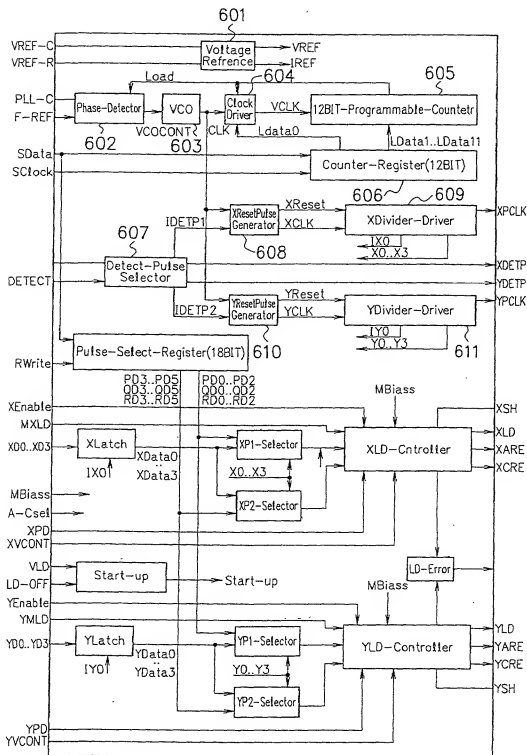 601
VREF-C
Voltage
Refrence
VREF
VREF-R
IREF
604
Load
605
PLL-C
Phase-Detector
VCO
Clock
Driver
VCLK
12BIT-Programmable-Countetr
F-REF
602
VCOCONT
603
CLK
Ldata0
LData1..LData11
SData
Counter-Register(12BIT)
SClock
606
609
XReset
XResetPulse
Generator
XDivider-Driver
XPCLK
IDETP1
XCLK
607
608
IX0
X0..X3
Detect-Pulse
Selector
XDETP
DETECT
YDETP
IDETP2
YReset
YResetPulse
Generator
YDivider-Driver
YPCLK
YCLK
610
IY0
Y0..Y3
611
Pulse-Select-Register(18BIT)
RWrite
PD3..PD5
QD3..QD5
RD3..RD5
PD0..PD2
QD0..QD2
RD0..RD2
MBiass
XEnable
XSH
MXLD
XLD
XD0..XD3
XLatch
XData0
..
XData3
XP1-Selector
XLD-Cntroller
XARE
IX0
X0..X3
XCRE
MBiass
XP2-Selector
A-Csel
XPD
XVCONT
VLD
Start-up
Start-up
LD-Error
LD-OFF
MBiass
YEnable
YMLD
YLD
YD0..YD3
YLatch
YData0
..
YData3
YP1-Selector
YLD-Controller
YARE
IY0
Y0..Y3
YCRE
YP2-Selector
YSH
YPD
YVCONT